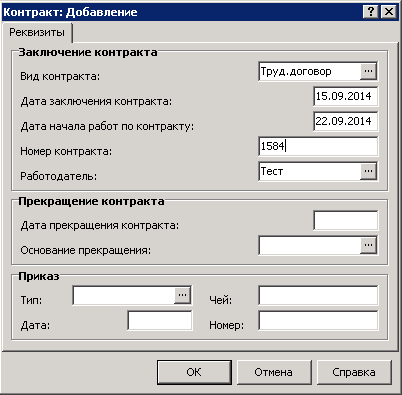 Контракт: Добавление
Реквизиты
Заключение контракта
Вид контракта: Труд.договор ...
Дата заключения контракта: 15.09.2014
Дата начала работ по контракту: 22.09.2014
Номер контракта: 1584
Работодатель: Тест ...
Прекращение контракта
Дата прекращения контракта:
Основание прекращения: ...
Приказ
Тип: ... Чей:
Дата: Номер:
OK Отмена Справка